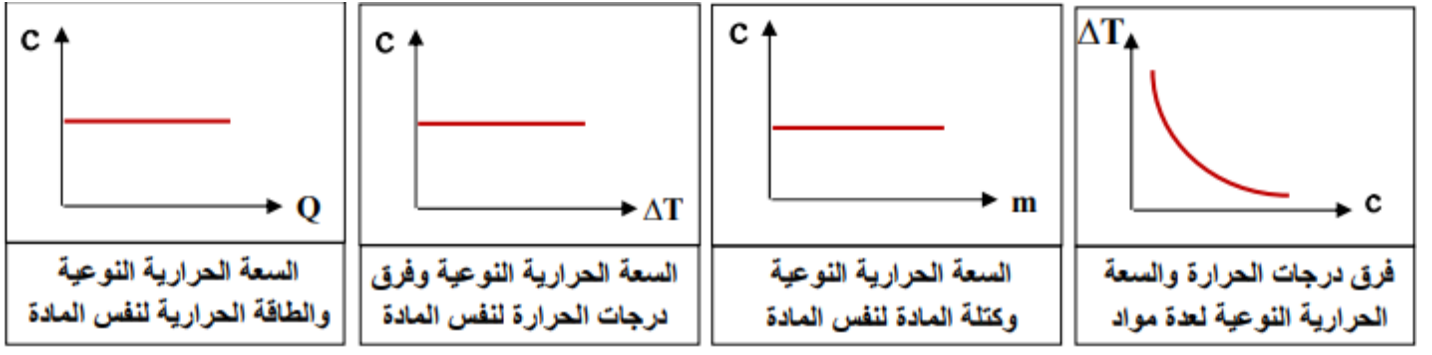 ΔT
c
فرق درجات الحرارة والسعة
الحرارية النوعية لعدة مواد
c
m
السعة الحرارية النوعية
وكتلة المادة لنفس المادة
c
ΔT
السعة الحرارية النوعية وفرق
درجات الحرارة لنفس المادة
c
Q
السعة الحرارية النوعية
والطاقة الحرارية لنفس المادة